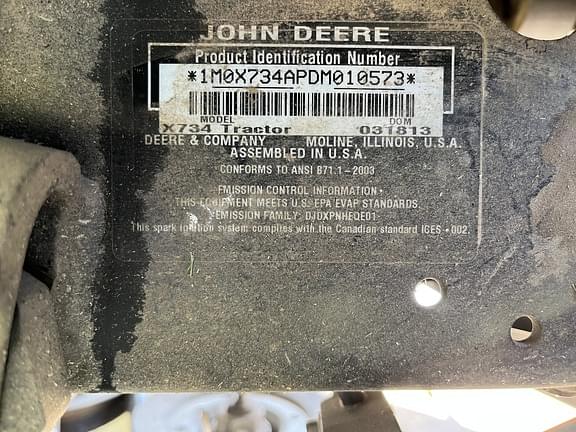 JOHN DEERE
Product Identification Number
*1M0X734APDM010573*
MODEL DOM
X734 Tractor 031813
DEERE & COMPANY MOLINE, ILLINOIS, U.S.A.
ASSEMBLED IN U.S.A.
CONFORMS TO ANSI B71.1-2003
EMISSION CONTROL INFORMATION•
THIS EQUIPMENT MEETS U.S. EPA EVAP STANDARDS.
EMISSION FAMILY: DJDXPNHEQE01
This spark ignition system complies with the Canadian standard ICES-002.